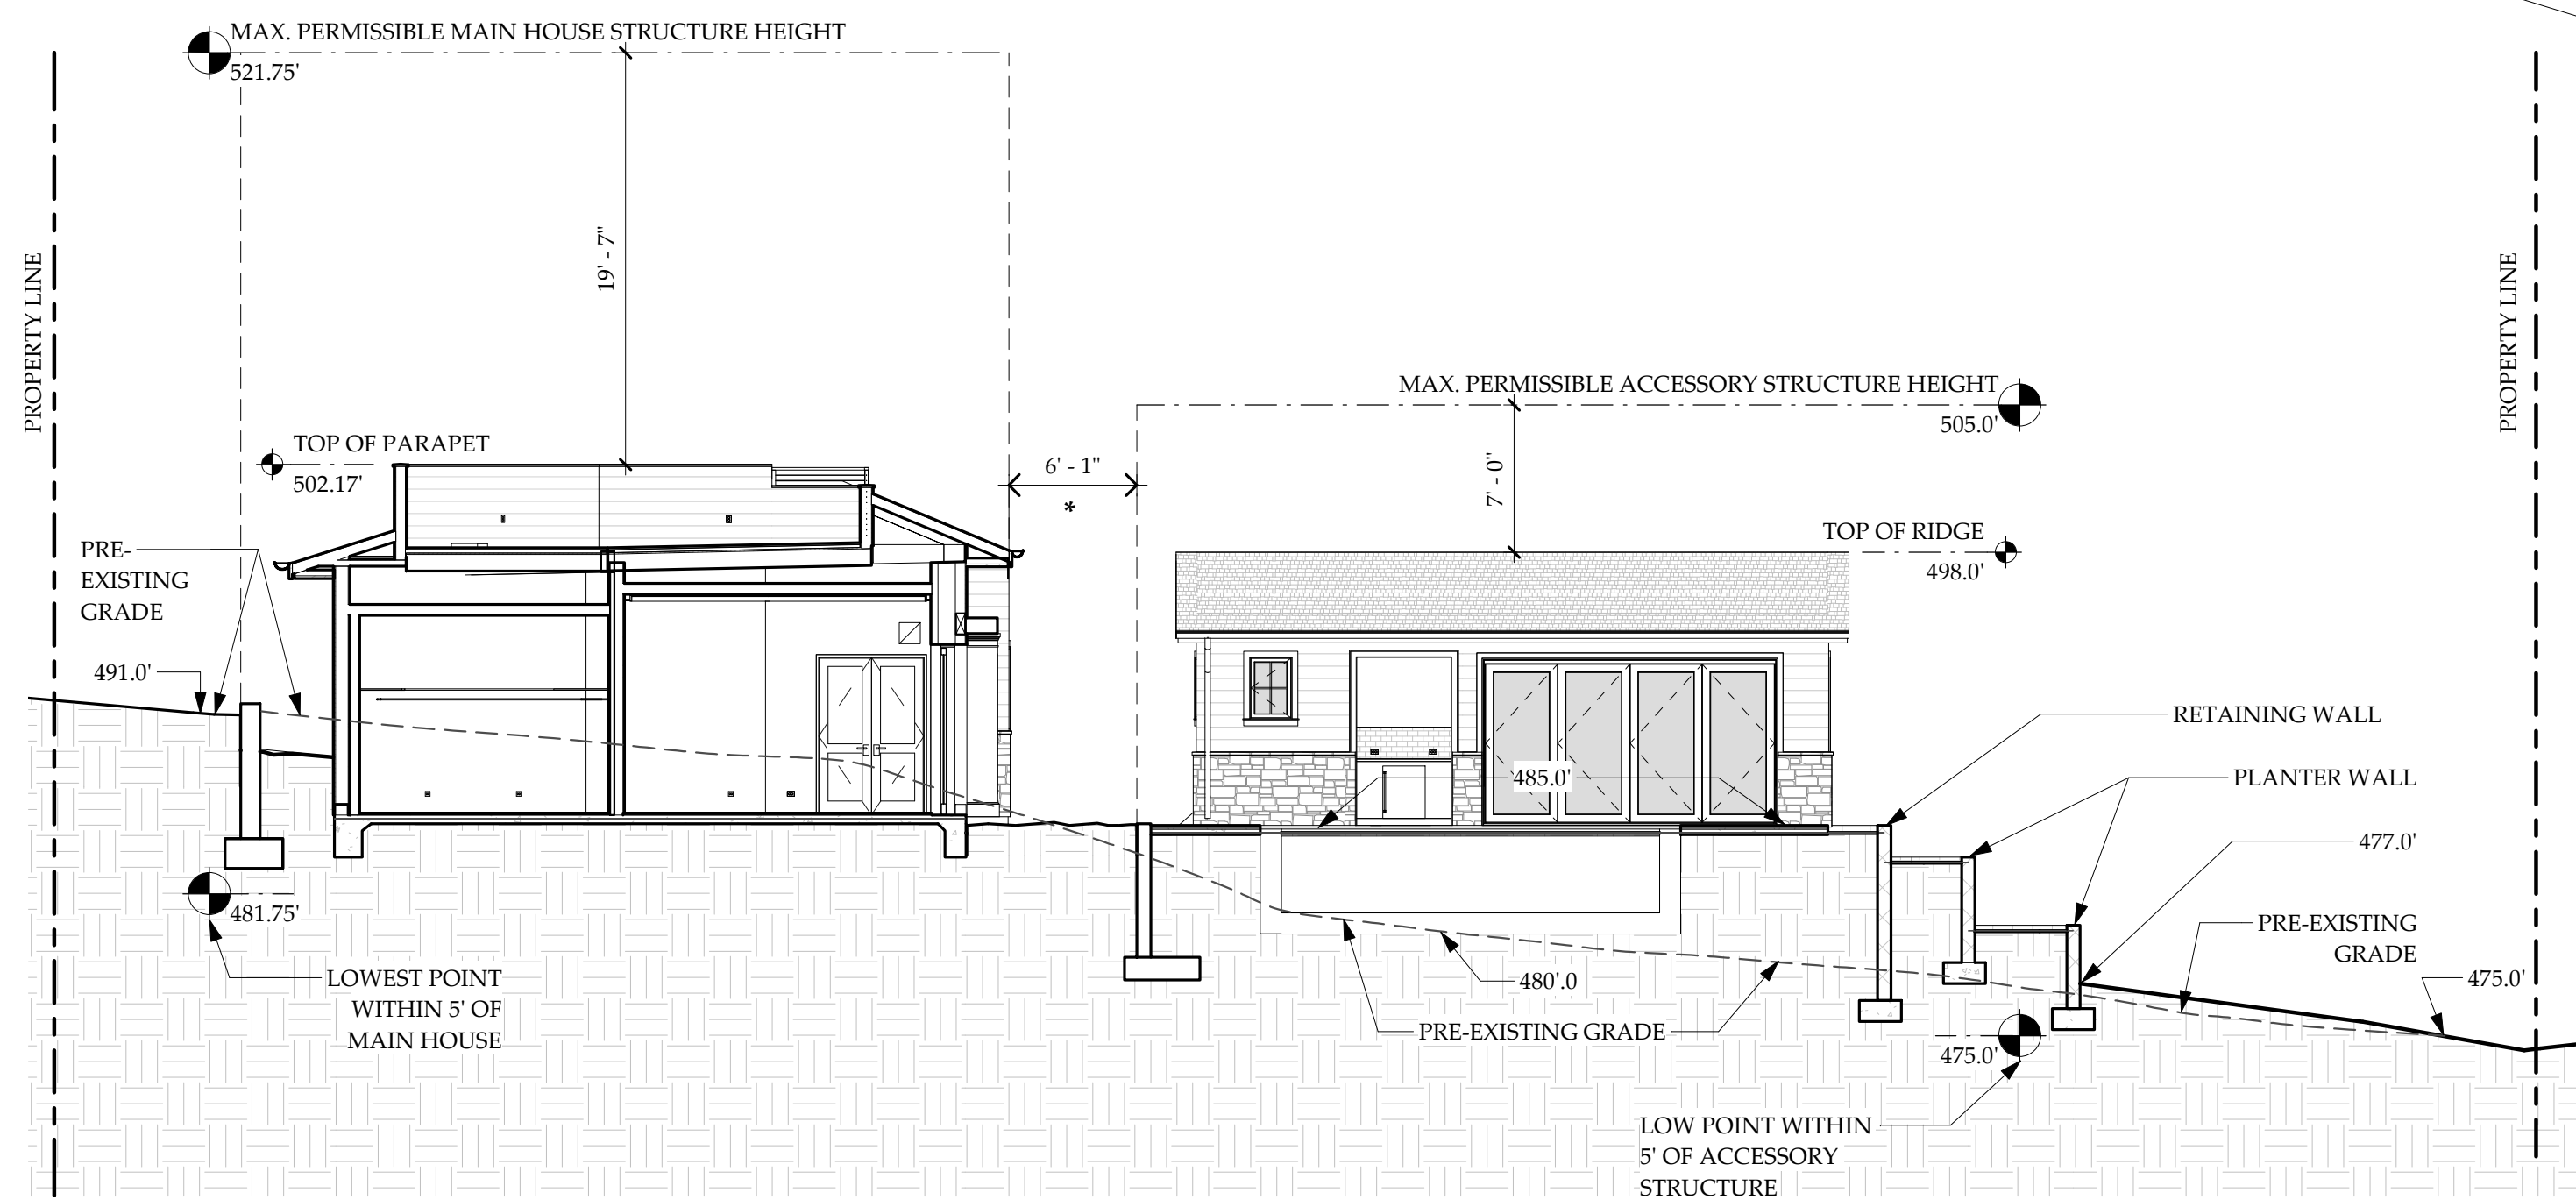 MAX. PERMISSIBLE MAIN HOUSE STRUCTURE HEIGHT
521.75'
PROPERTY LINE
19' - 7"
PROPERTY LINE
MAX. PERMISSIBLE ACCESSORY STRUCTURE HEIGHT
505.0'
TOP OF PARAPET
502.17'
6' - 1"
*
7' - 0"
TOP OF RIDGE
498.0'
PRE-
EXISTING
GRADE
491.0'
RETAINING WALL
485.0'
PLANTER WALL
477.0'
481.75'
LOWEST POINT
WITHIN 5' OF
MAIN HOUSE
480'.0
PRE-EXISTING GRADE
PRE-EXISTING
GRADE
475.0'
475.0'
LOW POINT WITHIN
5' OF ACCESSORY
STRUCTURE